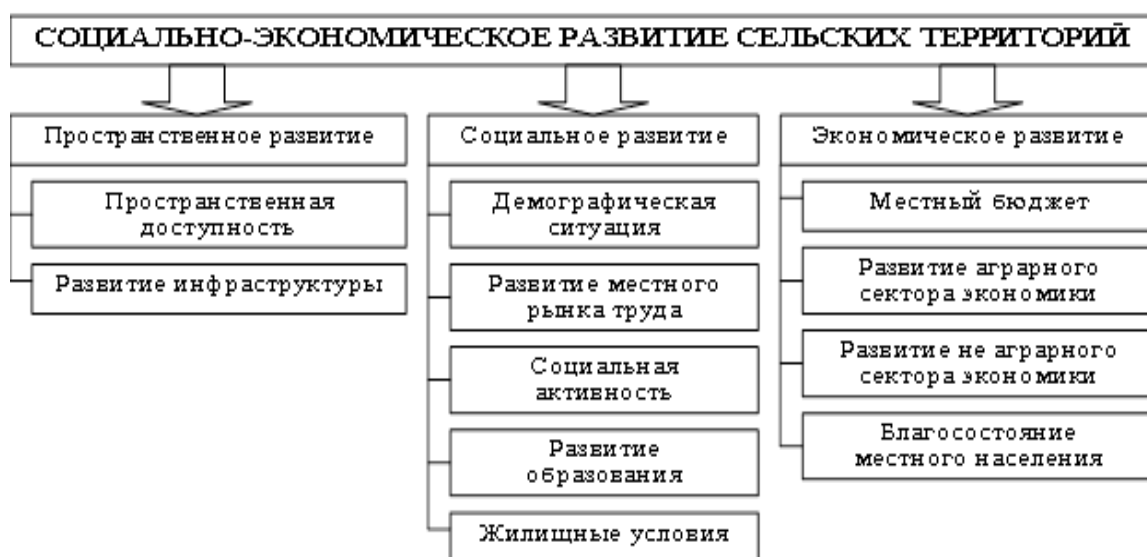 СОЦИАЛЬНО-ЭКОНОМИЧЕСКОЕ РАЗВИТИЕ СЕЛЬСКИХ ТЕРРИТОРИЙ
Пространственное развитие
Пространственная
доступность
Развитие инфраструктуры
Социальное развитие
Демографическая
ситуация
Развитие местного
рынка труда
Социальная
активность
Развитие
образования
Жилищные условия
Экономическое развитие
Местный бюджет
Развитие аграрного
сектора экономики
Развитие не аграрного
сектора экономики
Благосостояние
местного населения